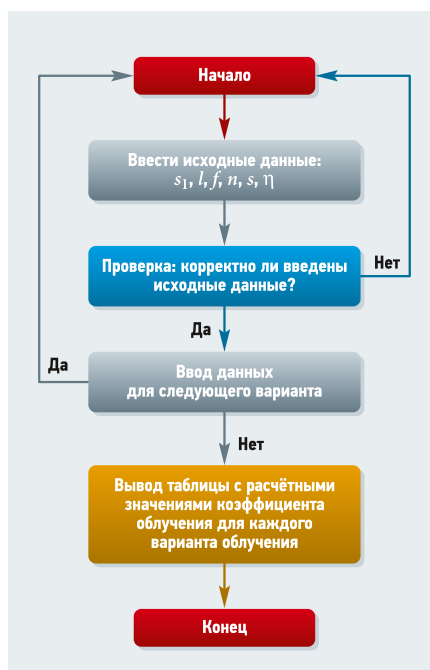 Начало
Ввести исходные данные:
s₁, l, f, n, s, η
Проверка: корректно ли введены
исходные данные?
Нет
Да
Ввод данных
для следующего варианта
Да
Нет
Вывод таблицы с расчётными
значениями коэффициента
облучения для каждого
варианта облучения
Конец